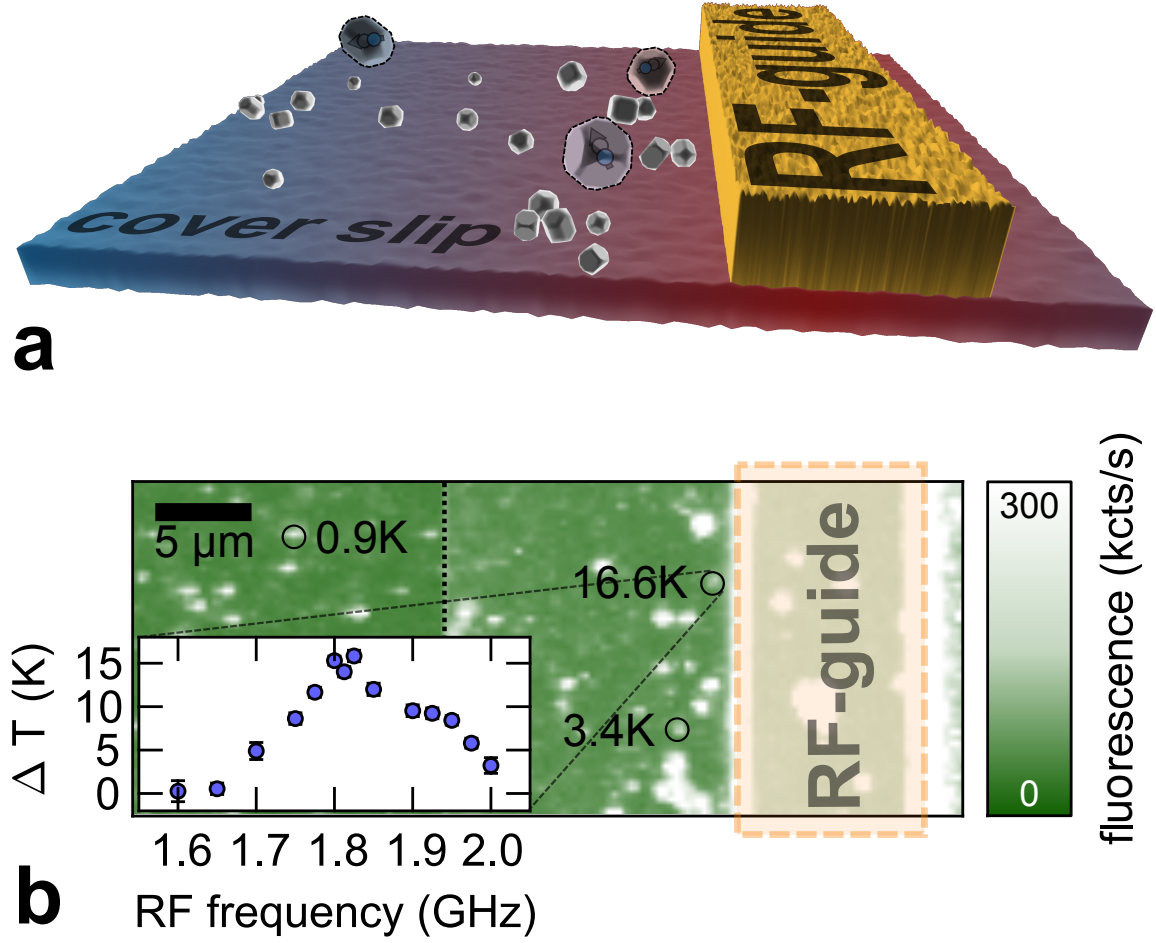 RF-guide
cover slip
a
5 µm
0.9K
16.6K
3.4K
RF-guide
300
0
fluorescence (kcts/s)
Δ T (K)
15
10
5
0
1.6 1.7 1.8 1.9 2.0
RF frequency (GHz)
b